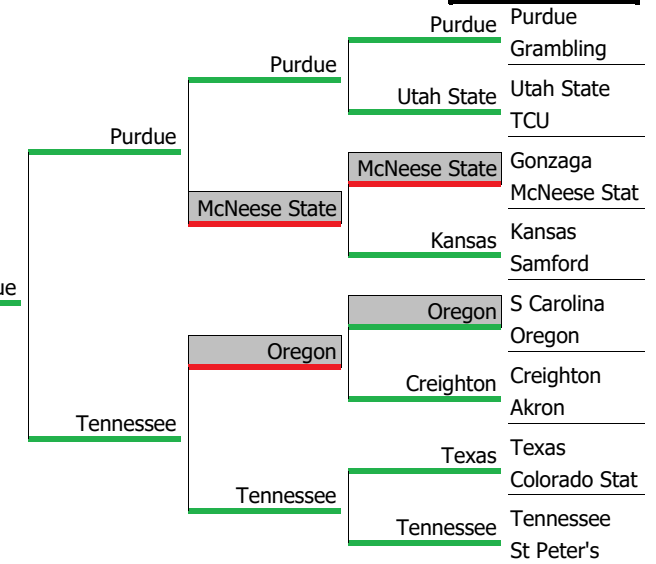 Purdue
Grambling
Utah State
TCU
Gonzaga
McNeese Stat
Kansas
Samford
S Carolina
Oregon
Creighton
Akron
Texas
Colorado Stat
Tennessee
St Peter's
Purdue
Utah State
McNeese State
Kansas
Oregon
Creighton
Texas
Tennessee
Purdue
McNeese State
Oregon
Tennessee
Purdue
Tennessee
ue